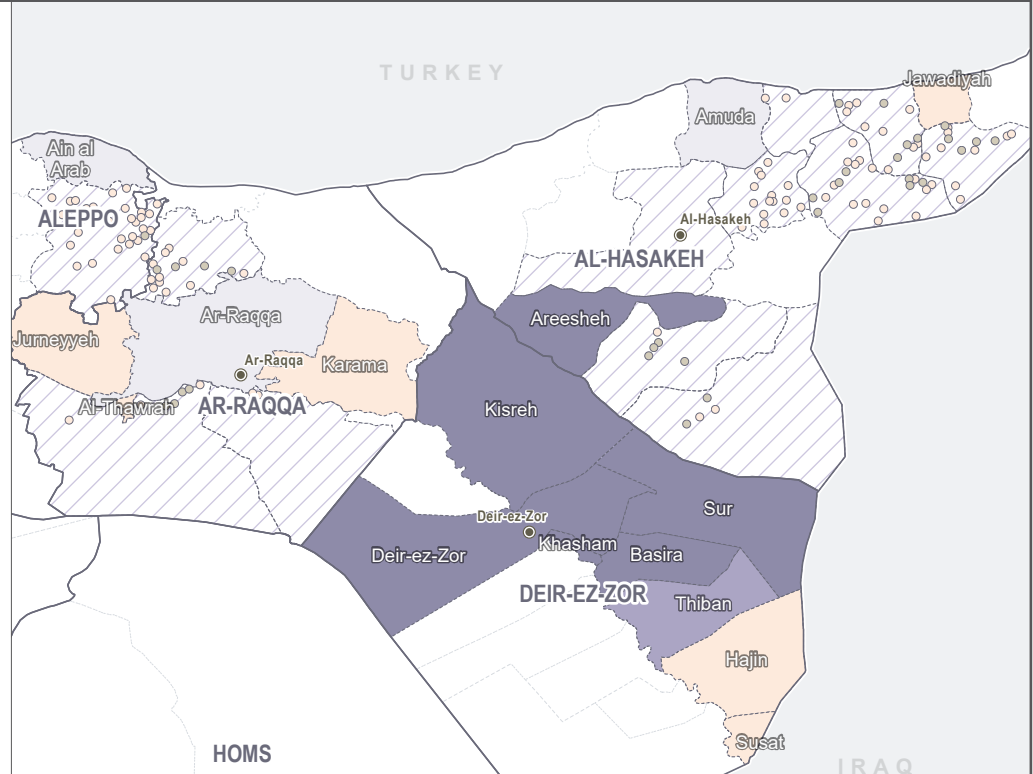 TURKEY
Jawadiyah
Amuda
Ain al
Arab
ALEPPO
Al-Hasakeh
AL-HASAKEH
Ar-Raqqa
Areesheh
Jurneyyeh
Ar-Raqqa
Karama
Al-Thawrah
AR-RAQQA
Kisreh
Sur
Deir-ez-Zor
Khasham
Deir-ez-Zor
Basira
DEIR-EZ-ZOR
Thiban
Hajin
Susat
HOMS
IRAQ